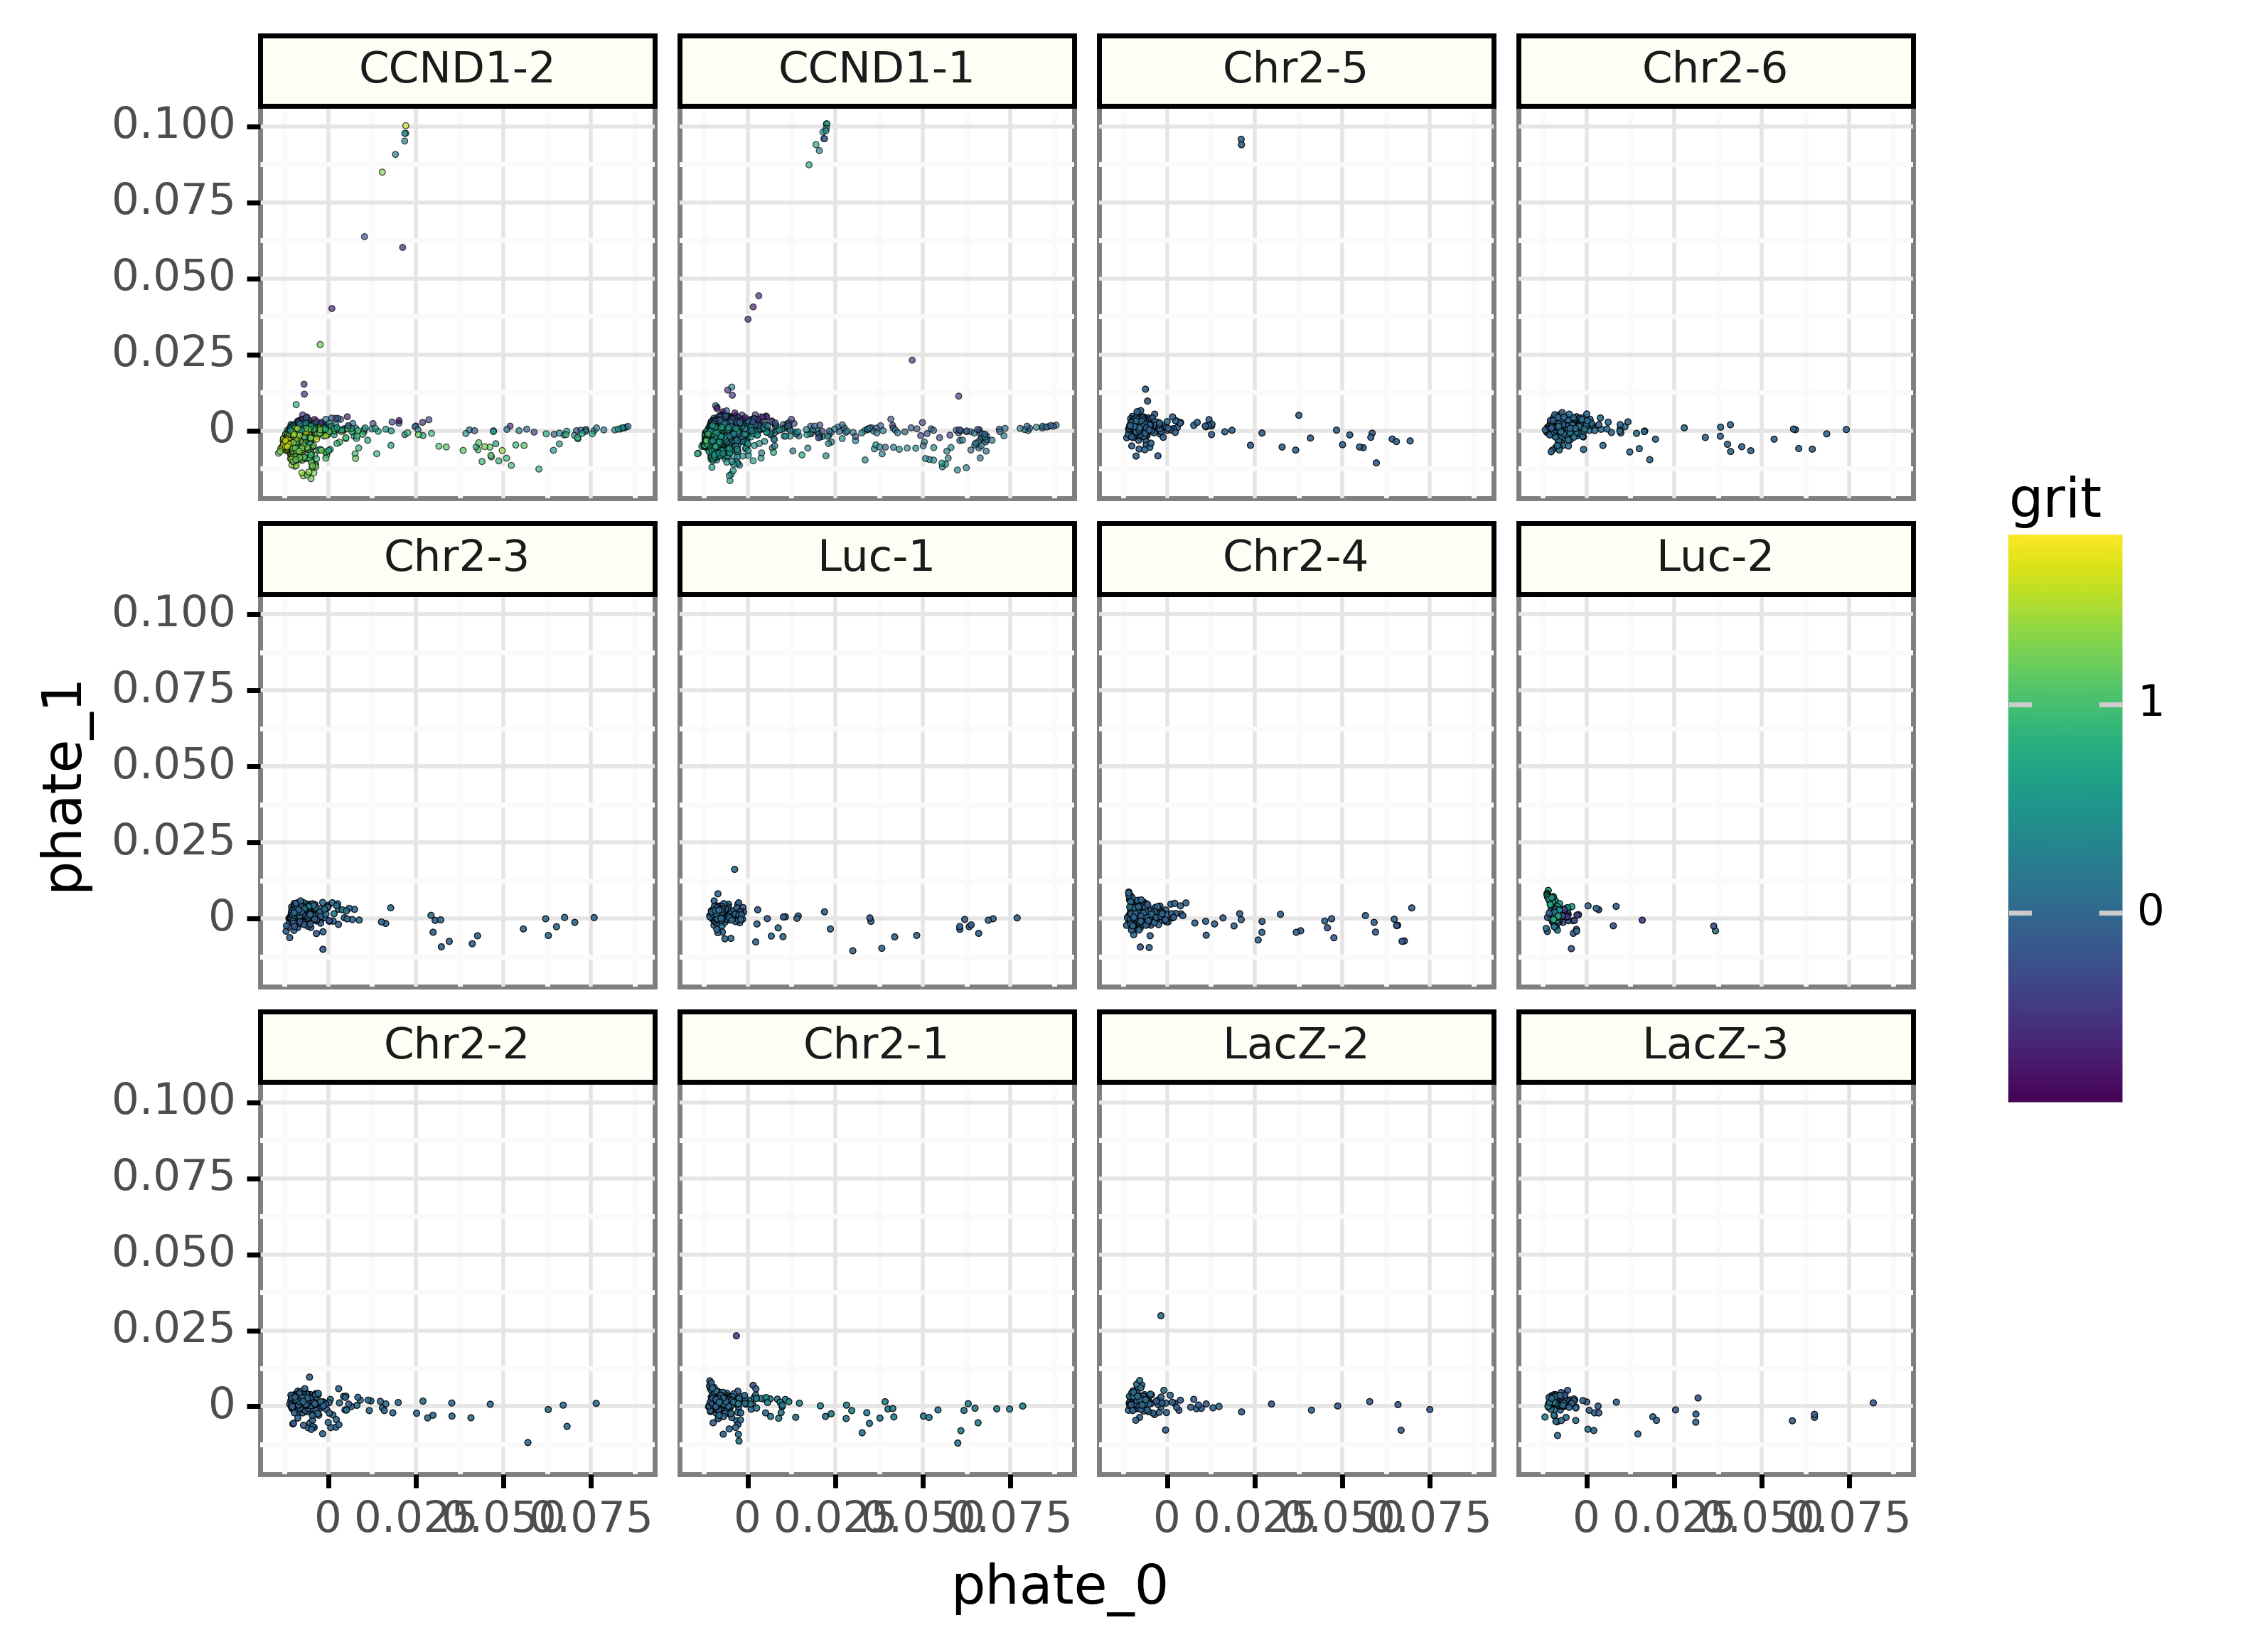 CCND1-2 CCND1-1 Chr2-5 Chr2-6
0.100
0.075
0.050
0.025
0
Chr2-3 Luc-1 Chr2-4 Luc-2
0.100
0.075
0.050
0.025
0
Chr2-2 Chr2-1 LacZ-2 LacZ-3
0.100
0.075
0.050
0.025
0
0 0.025 0.050 0.075 0 0.025 0.050 0.075 0 0.025 0.050 0.075 0 0.025 0.050 0.075
phate_0
phate_1
grit
1
0